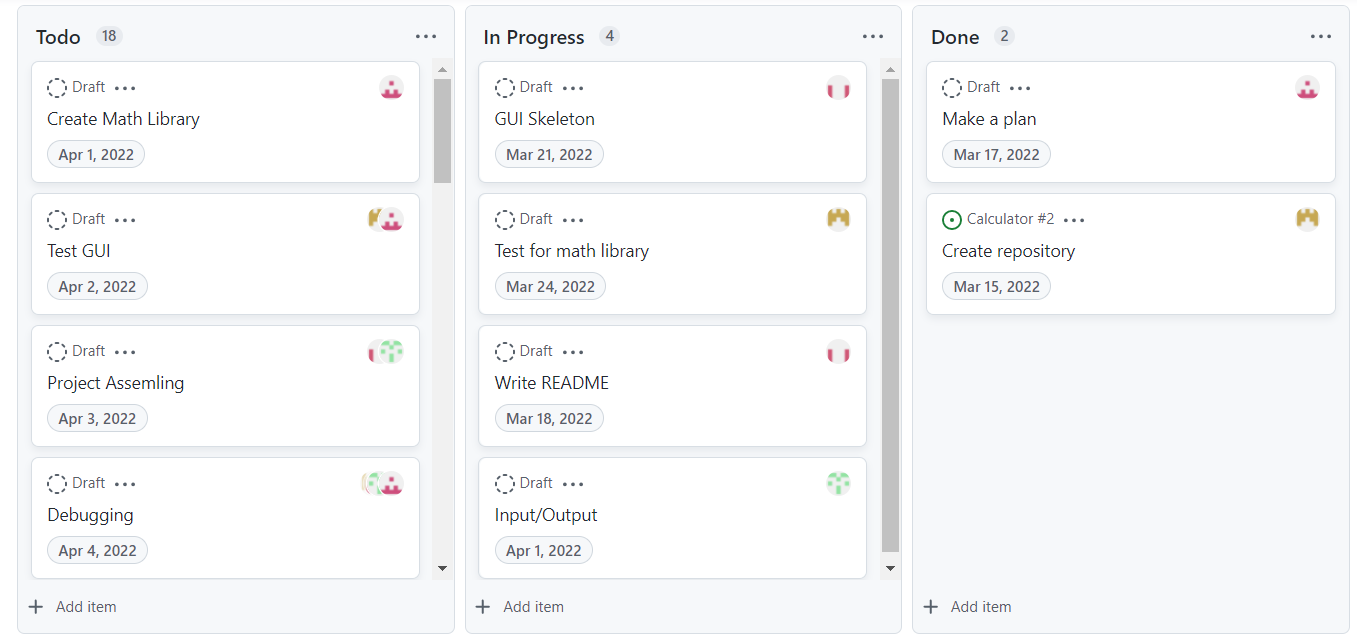 Todo 18
Draft
Create Math Library
Apr 1, 2022
Draft
Test GUI
Apr 2, 2022
Draft
Project Assemling
Apr 3, 2022
Draft
Debugging
Apr 4, 2022
Add item
In Progress 4
Draft
GUI Skeleton
Mar 21, 2022
Draft
Test for math library
Mar 24, 2022
Draft
Write README
Mar 18, 2022
Draft
Input/Output
Apr 1, 2022
Add item
Done 2
Draft
Make a plan
Mar 17, 2022
Calculator #2
Create repository
Mar 15, 2022
Add item